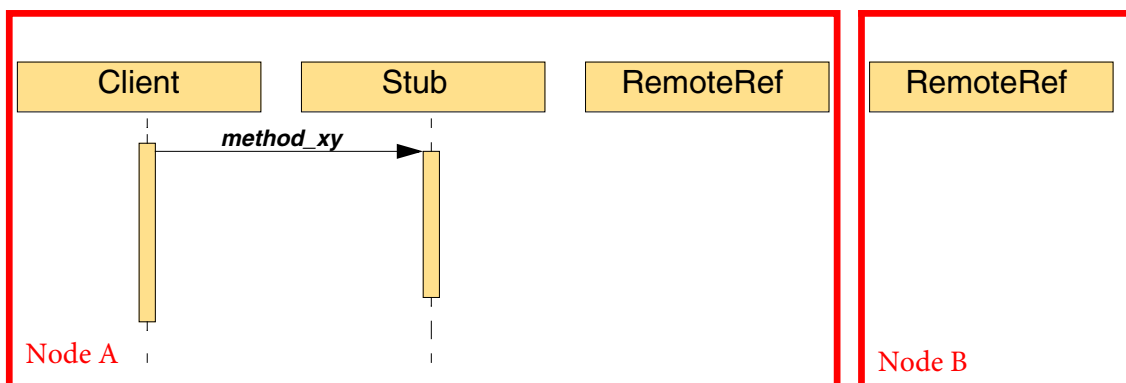 Client
Stub
RemoteRef
RemoteRef
method_xy
Node A
Node B